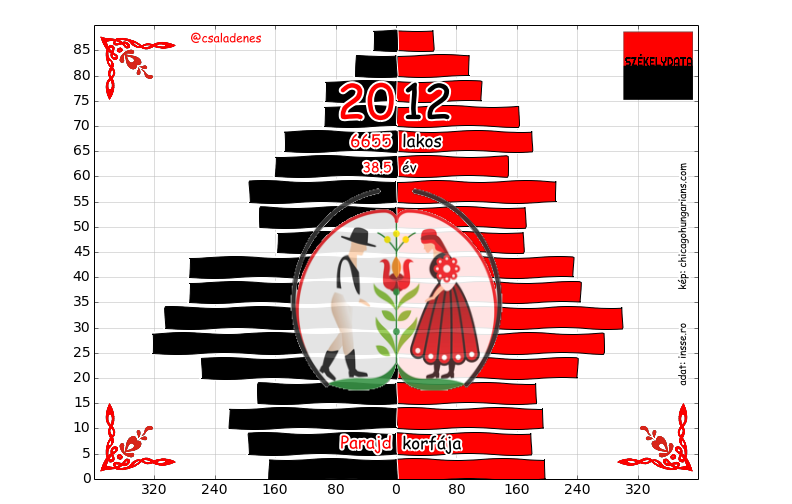 @csaladenes
SZÉKELYDATA
2012
6655 lakos
38.5 év
Parajd korfája
kép: chicagohungarians.com
adat: insse.ro
85
80
75
70
65
60
55
50
45
40
35
30
25
20
15
10
5
0
320 240 160 80 0 80 160 240 320